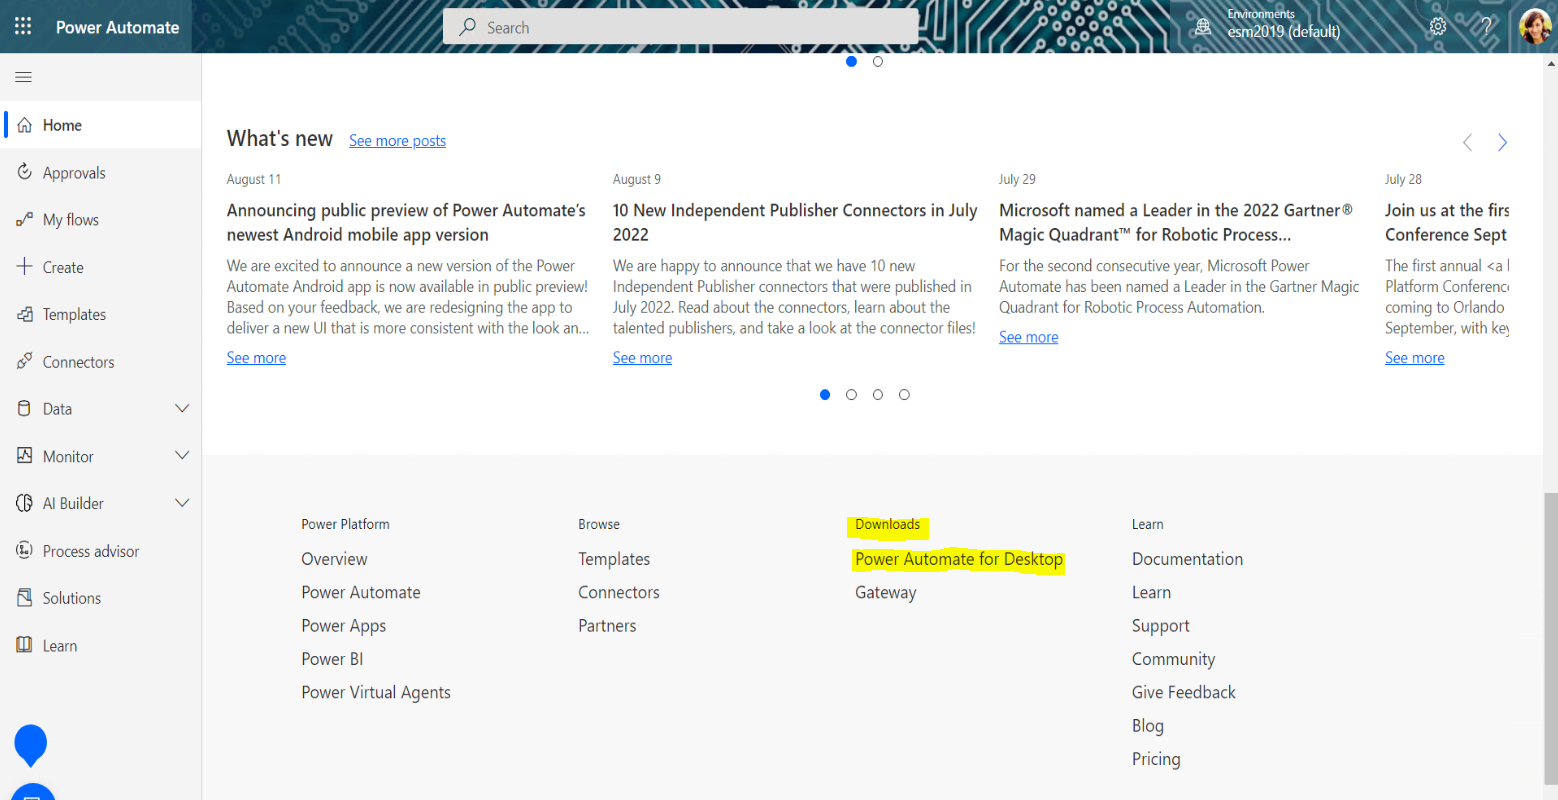 Power Automate
Search
Environments
esm2019 (default)
?
Home
Approvals
My flows
Create
Templates
Connectors
Data
Monitor
AI Builder
Process advisor
Solutions
Learn
What's new See more posts
August 11
Announcing public preview of Power Automate's
newest Android mobile app version
We are excited to announce a new version of the Power
Automate Android app is now available in public preview!
Based on your feedback, we are redesigning the app to
deliver a new UI that is more consistent with the look an...
See more
August 9
10 New Independent Publisher Connectors in July
2022
We are happy to announce that we have 10 new
Independent Publisher connectors that were published in
July 2022. Read about the connectors, learn about the
talented publishers, and take a look at the connector files!
See more
July 29
Microsoft named a Leader in the 2022 Gartner®
Magic Quadrant™ for Robotic Process...
For the second consecutive year, Microsoft Power
Automate has been named a Leader in the Gartner Magic
Quadrant for Robotic Process Automation.
See more
July 28
Join us at the firs
Conference Sept
The first annual <a
Platform Conferenc
coming to Orlando
September, with key
See more
Power Platform
Overview
Power Automate
Power Apps
Power BI
Power Virtual Agents
Browse
Templates
Connectors
Partners
Downloads
Power Automate for Desktop
Gateway
Learn
Documentation
Learn
Support
Community
Give Feedback
Blog
Pricing